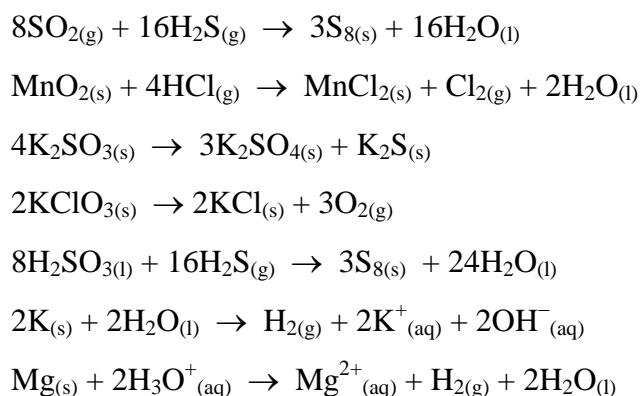 8SO₂(g) + 16H₂S(g) → 3S₈(s) + 16H₂O(l)
MnO₂(s) + 4HCl(g) → MnCl₂(s) + Cl₂(g) + 2H₂O(l)
4K₂SO₃(s) → 3K₂SO₄(s) + K₂S(s)
2KClO₃(s) → 2KCl(s) + 3O₂(g)
8H₂SO₃(l) + 16H₂S(g) → 3S₈(s) + 24H₂O(l)
2K(s) + 2H₂O(l) → H₂(g) + 2K⁺(aq) + 2OH⁻(aq)
Mg(s) + 2H₃O⁺(aq) → Mg²⁺(aq) + H₂(g) + 2H₂O(l)